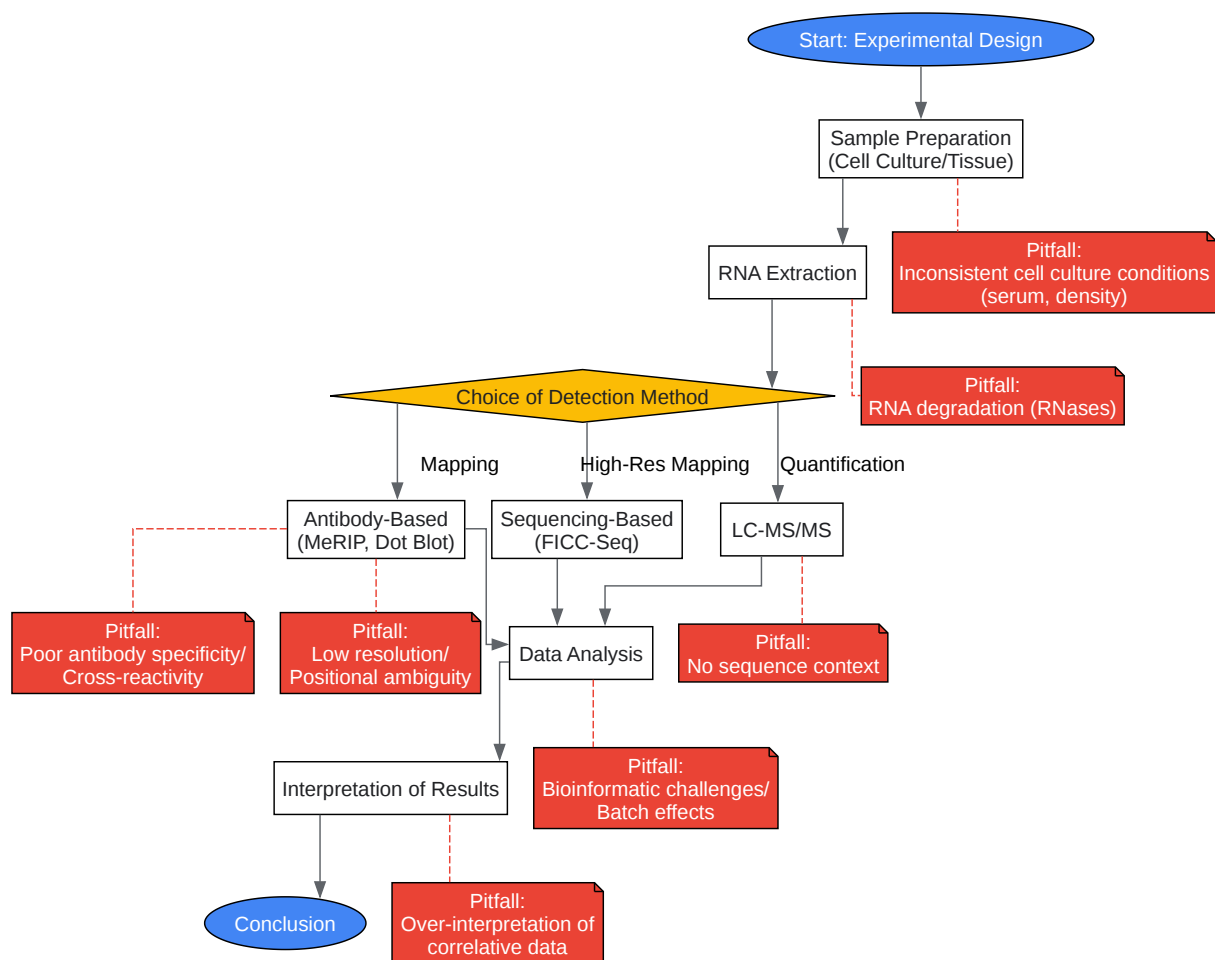 Start: Experimental Design
Sample Preparation
(Cell Culture/Tissue)
RNA Extraction
Pitfall:
Inconsistent cell culture conditions
(serum, density)
Choice of Detection Method
Pitfall:
RNA degradation (RNases)
Mapping
High-Res Mapping
Quantification
Antibody-Based
(MeRIP, Dot Blot)
Sequencing-Based
(FICC-Seq)
LC-MS/MS
Pitfall:
Poor antibody specificity/
Cross-reactivity
Pitfall:
Low resolution/
Positional ambiguity
Data Analysis
Pitfall:
No sequence context
Interpretation of Results
Pitfall:
Bioinformatic challenges/
Batch effects
Conclusion
Pitfall:
Over-interpretation of
correlative data